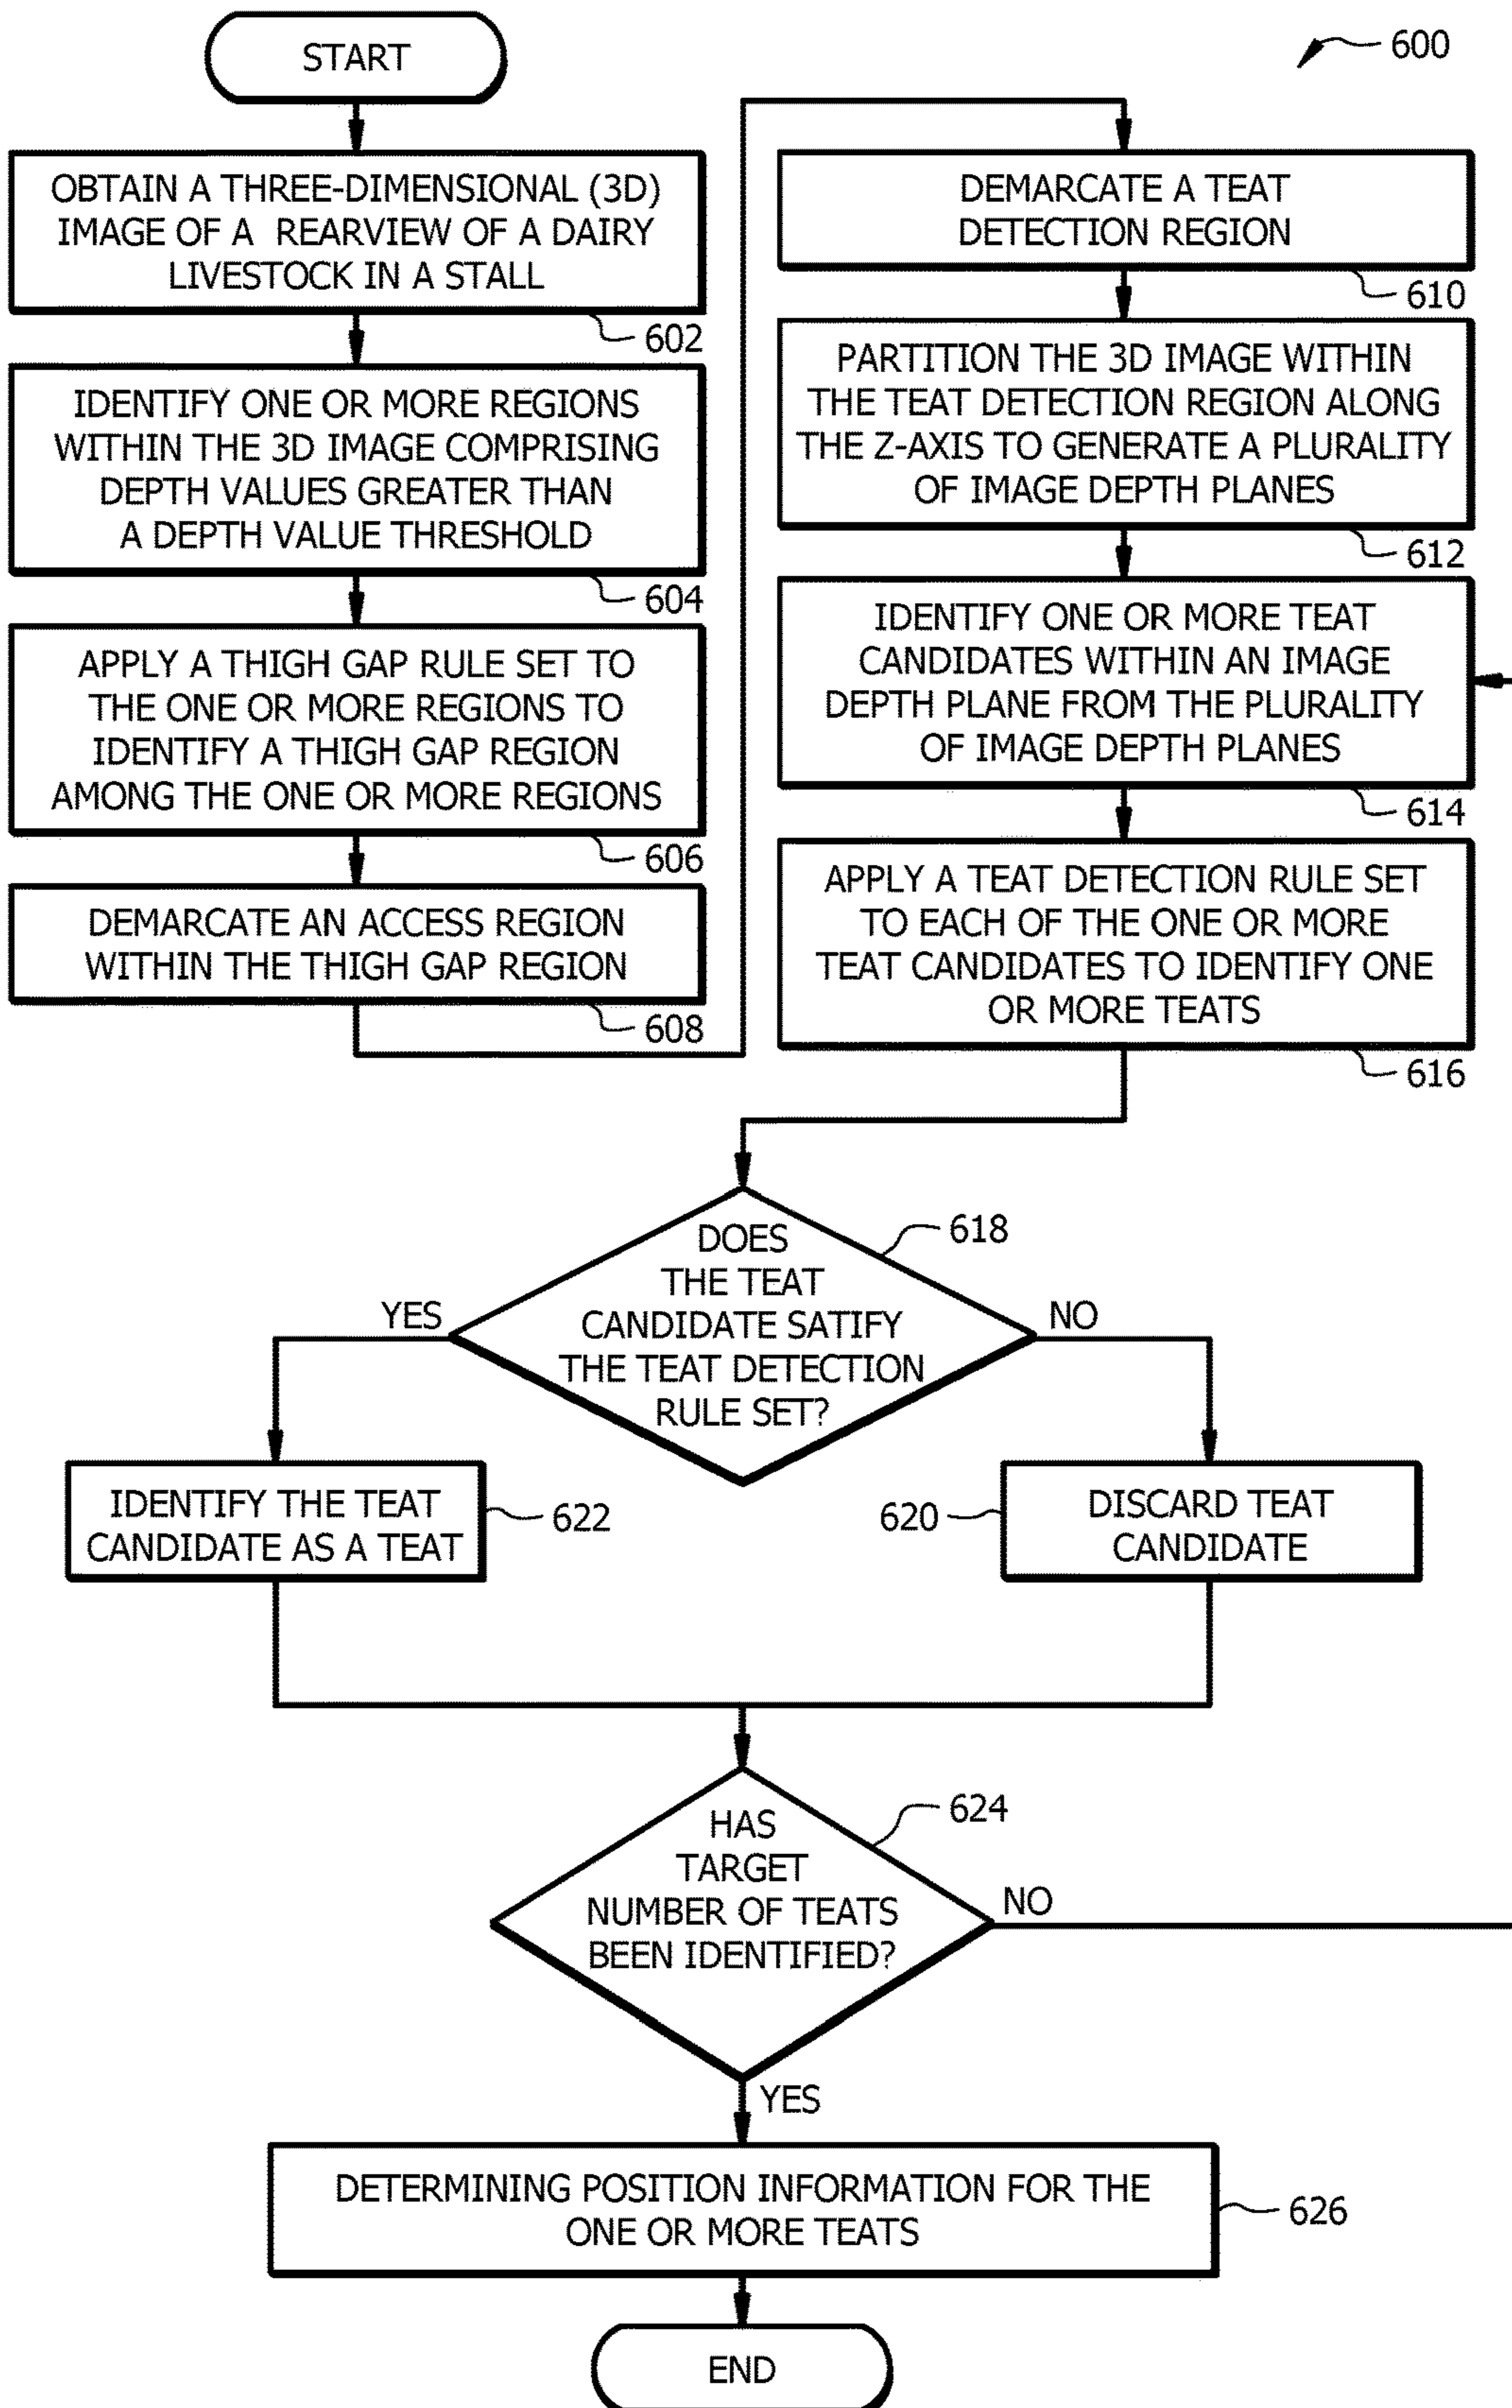 START
600
OBTAIN A THREE-DIMENSIONAL (3D)
IMAGE OF A REARVIEW OF A DAIRY
LIVESTOCK IN A STALL
602
IDENTIFY ONE OR MORE REGIONS
WITHIN THE 3D IMAGE COMPRISING
DEPTH VALUES GREATER THAN
A DEPTH VALUE THRESHOLD
604
APPLY A THIGH GAP RULE SET TO
THE ONE OR MORE REGIONS TO
IDENTIFY A THIGH GAP REGION
AMONG THE ONE OR MORE REGIONS
606
DEMARCATE AN ACCESS REGION
WITHIN THE THIGH GAP REGION
608
DEMARCATE A TEAT
DETECTION REGION
610
PARTITION THE 3D IMAGE WITHIN
THE TEAT DETECTION REGION ALONG
THE Z-AXIS TO GENERATE A PLURALITY
OF IMAGE DEPTH PLANES
612
IDENTIFY ONE OR MORE TEAT
CANDIDATES WITHIN AN IMAGE
DEPTH PLANE FROM THE PLURALITY
OF IMAGE DEPTH PLANES
614
APPLY A TEAT DETECTION RULE SET
TO EACH OF THE ONE OR MORE
TEAT CANDIDATES TO IDENTIFY ONE
OR MORE TEATS
616
DOES
THE TEAT
CANDIDATE SATIFY
THE TEAT DETECTION
RULE SET?
618
YES
NO
IDENTIFY THE TEAT
CANDIDATE AS A TEAT
622
620
DISCARD TEAT
CANDIDATE
HAS
TARGET
NUMBER OF TEATS
BEEN IDENTIFIED?
624
NO
YES
DETERMINING POSITION INFORMATION FOR THE
ONE OR MORE TEATS
626
END